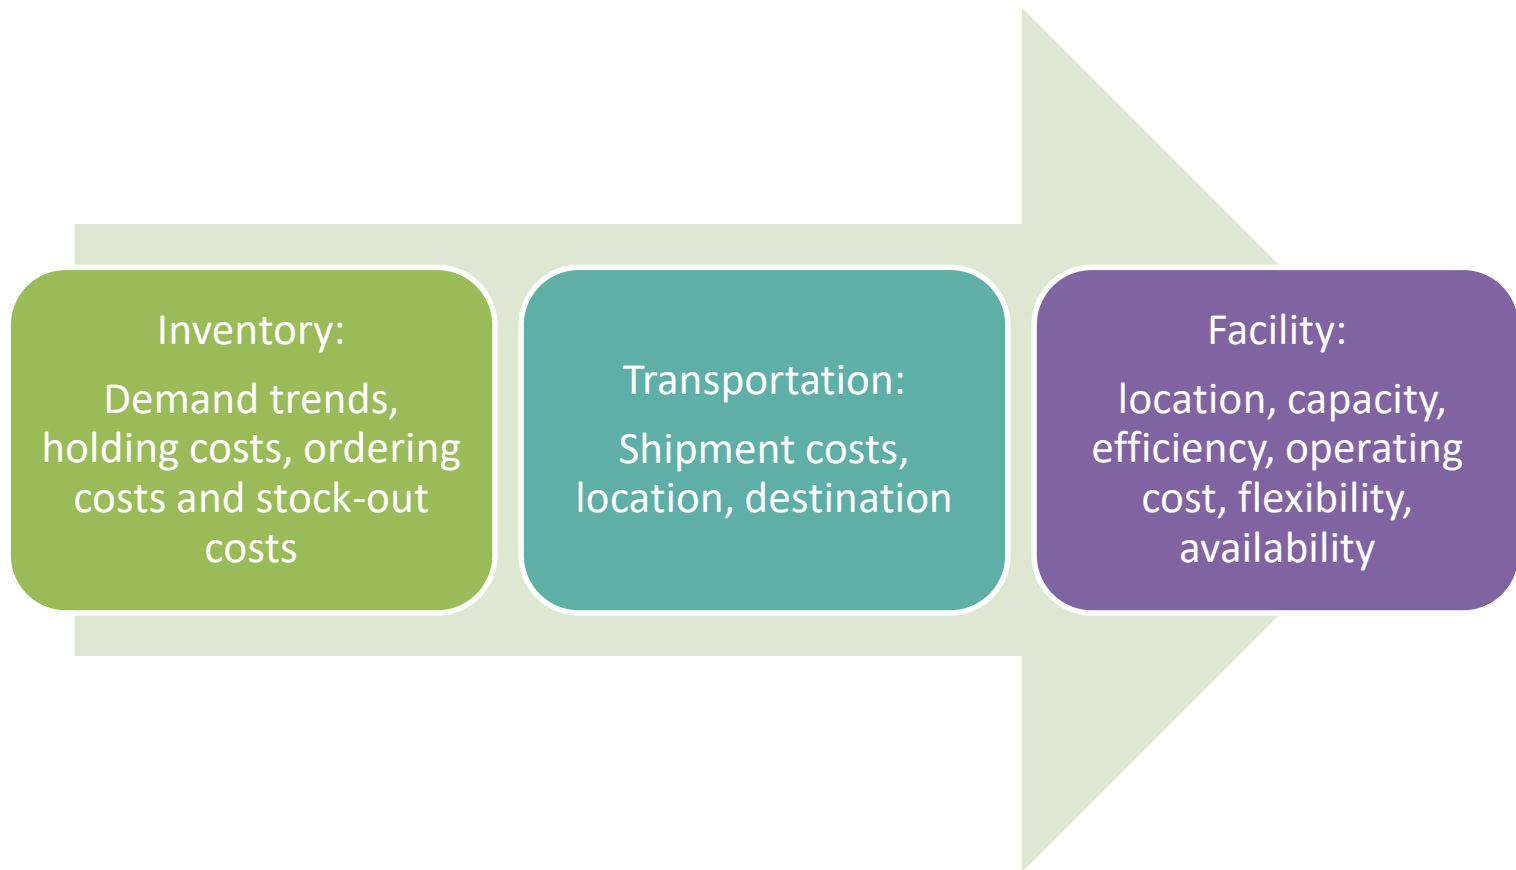 Inventory:
Demand trends,
holding costs, ordering
costs and stock-out
costs
Transportation:
Shipment costs,
location, destination
Facility:
location, capacity,
efficiency, operating
cost, flexibility,
availability